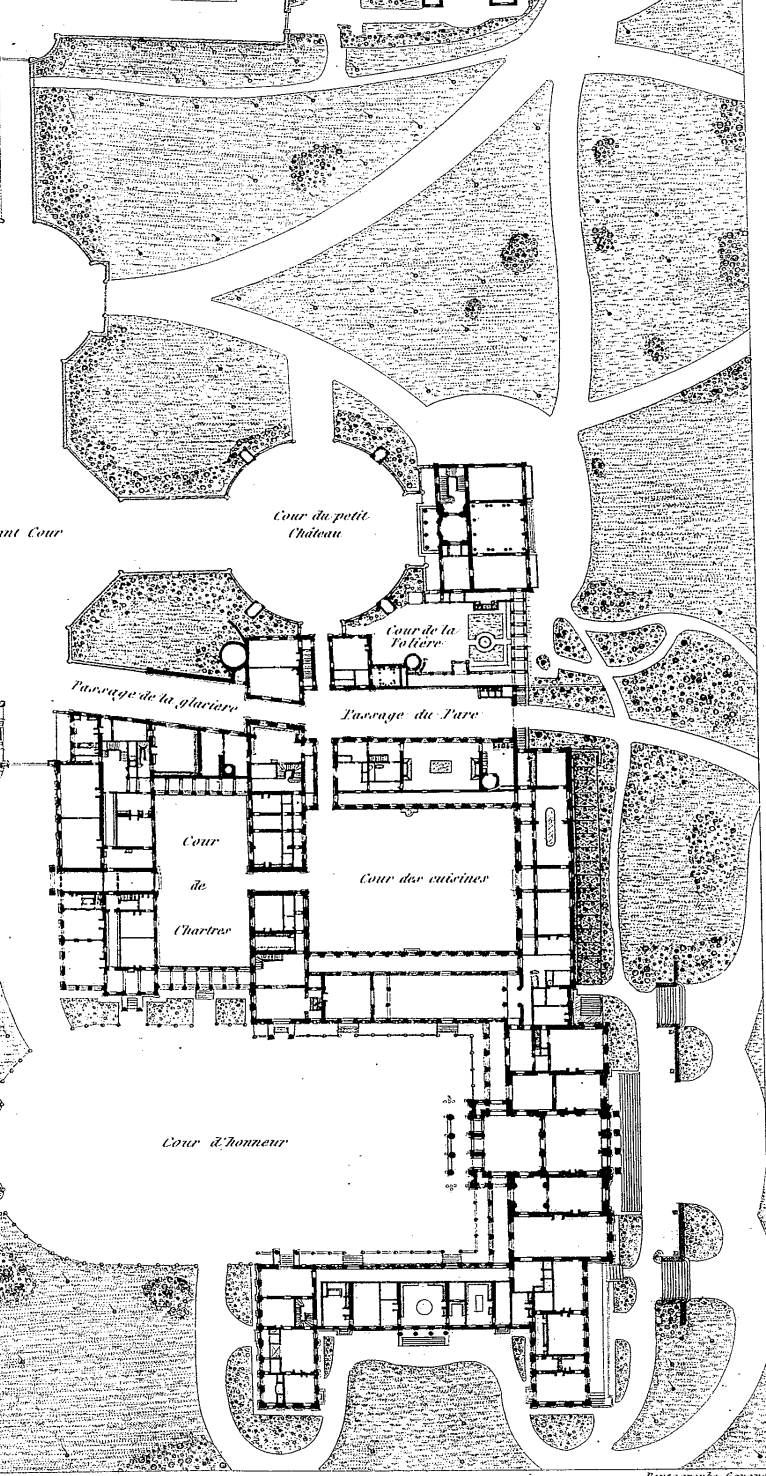 Cour du petit
Château
Cour
Cour de la
Volière
Passage de la glacière
Passage du Parc
Cour
de
Chartres
Cour des cuisines
Cour d'honneur